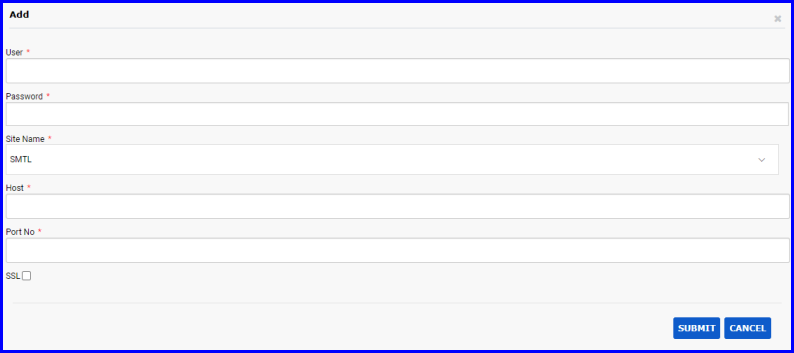 Add
User *
Password *
Site Name *
SMTL
Host *
Port No *
SSL
SUBMIT CANCEL